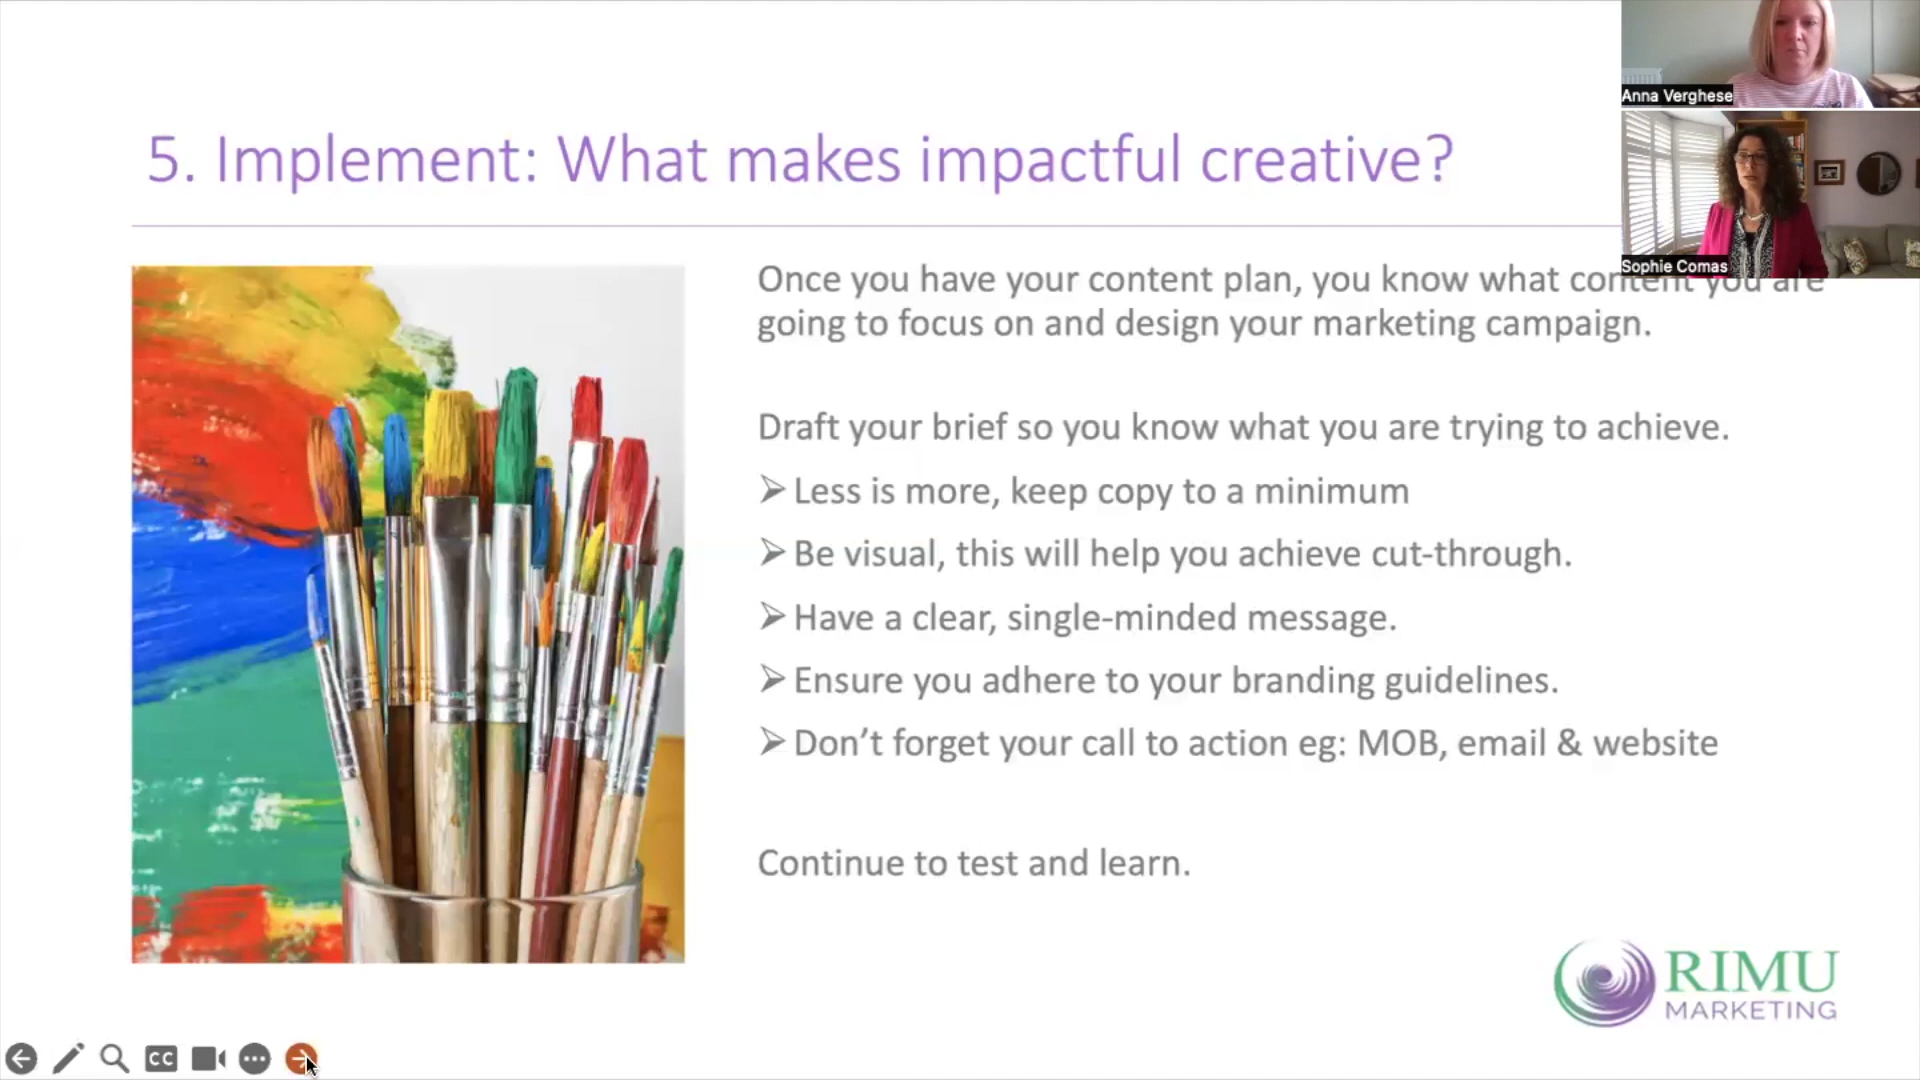 5. Implement: What makes impactful creative?
Anna Verghese
Sophie Comas
Once you have your content plan, you know what content you are
going to focus on and design your marketing campaign.
Draft your brief so you know what you are trying to achieve.
Less is more, keep copy to a minimum
Be visual, this will help you achieve cut-through.
Have a clear, single-minded message.
Ensure you adhere to your branding guidelines.
Don’t forget your call to action eg: MOB, email & website
Continue to test and learn.
RIMU
MARKETING
CC